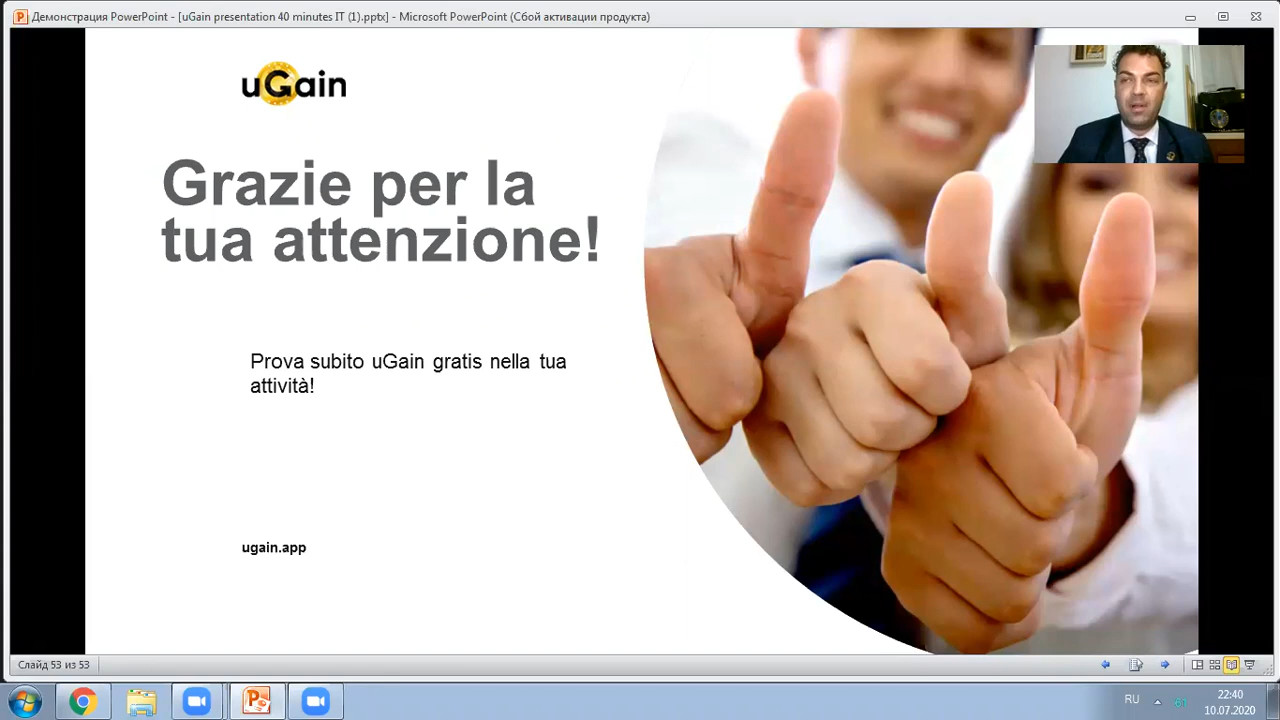 Демонстрация PowerPoint - [uGain presentation 40 minutes IT (1).pptx] - Microsoft PowerPoint (Сбой активации продукта)
uGain
Grazie per la
tua attenzione!
Prova subito uGain gratis nella tua
attività!
ugain.app
Слайд 53 из 53
RU
22:40
10.07.2020